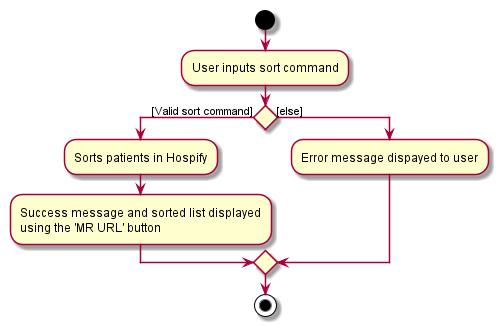 User inputs sort command
[Valid sort command]
[else]
Sorts patients in Hospify
Error message dispayed to user
Success message and sorted list displayed
using the 'MR URL' button